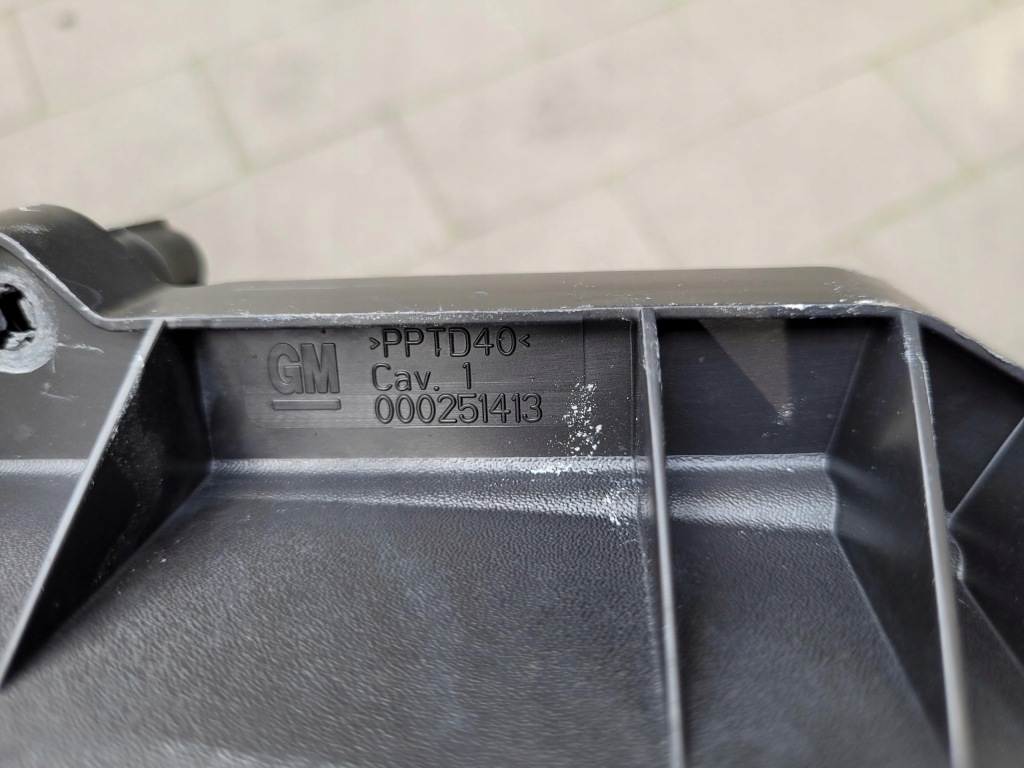 GM
>PPTD40<
Cav. 1
000251413